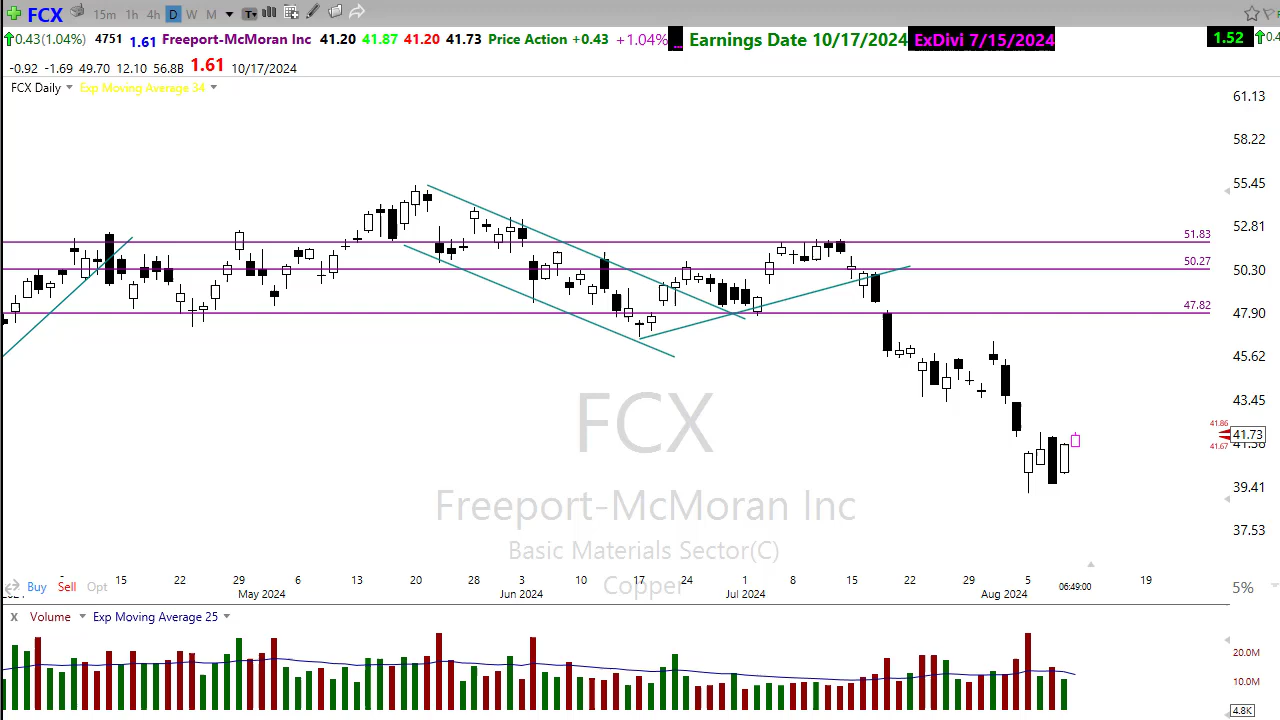 FCX 15m 1h 4h D W M T
0.43(1.04%) 4751 1.61 Freeport-McMoran Inc 41.20 41.87 41.20 41.73 Price Action +0.43 +1.04% ... Earnings Date 10/17/2024 ExDivi 7/15/2024 1.52
-0.92 -1.69 49.70 12.10 56.8B 1.61 10/17/2024
FCX Daily Exp Moving Average 34
61.13
58.22
55.45
52.81
51.83
50.27
50.30
47.82
47.90
45.62
43.45
41.86
41.73
41.67
39.41
37.53
FCX
Freeport-McMoran Inc
Basic Materials Sector(C)
Copper
15 22 29 6 13 20 28 3 10 17 24 1 8 15 22 29 5 19
Buy Sell Opt 06:49:00 5%
May 2024 Jun 2024 Jul 2024 Aug 2024
X Volume Exp Moving Average 25
20.0M
10.0M
4.8K